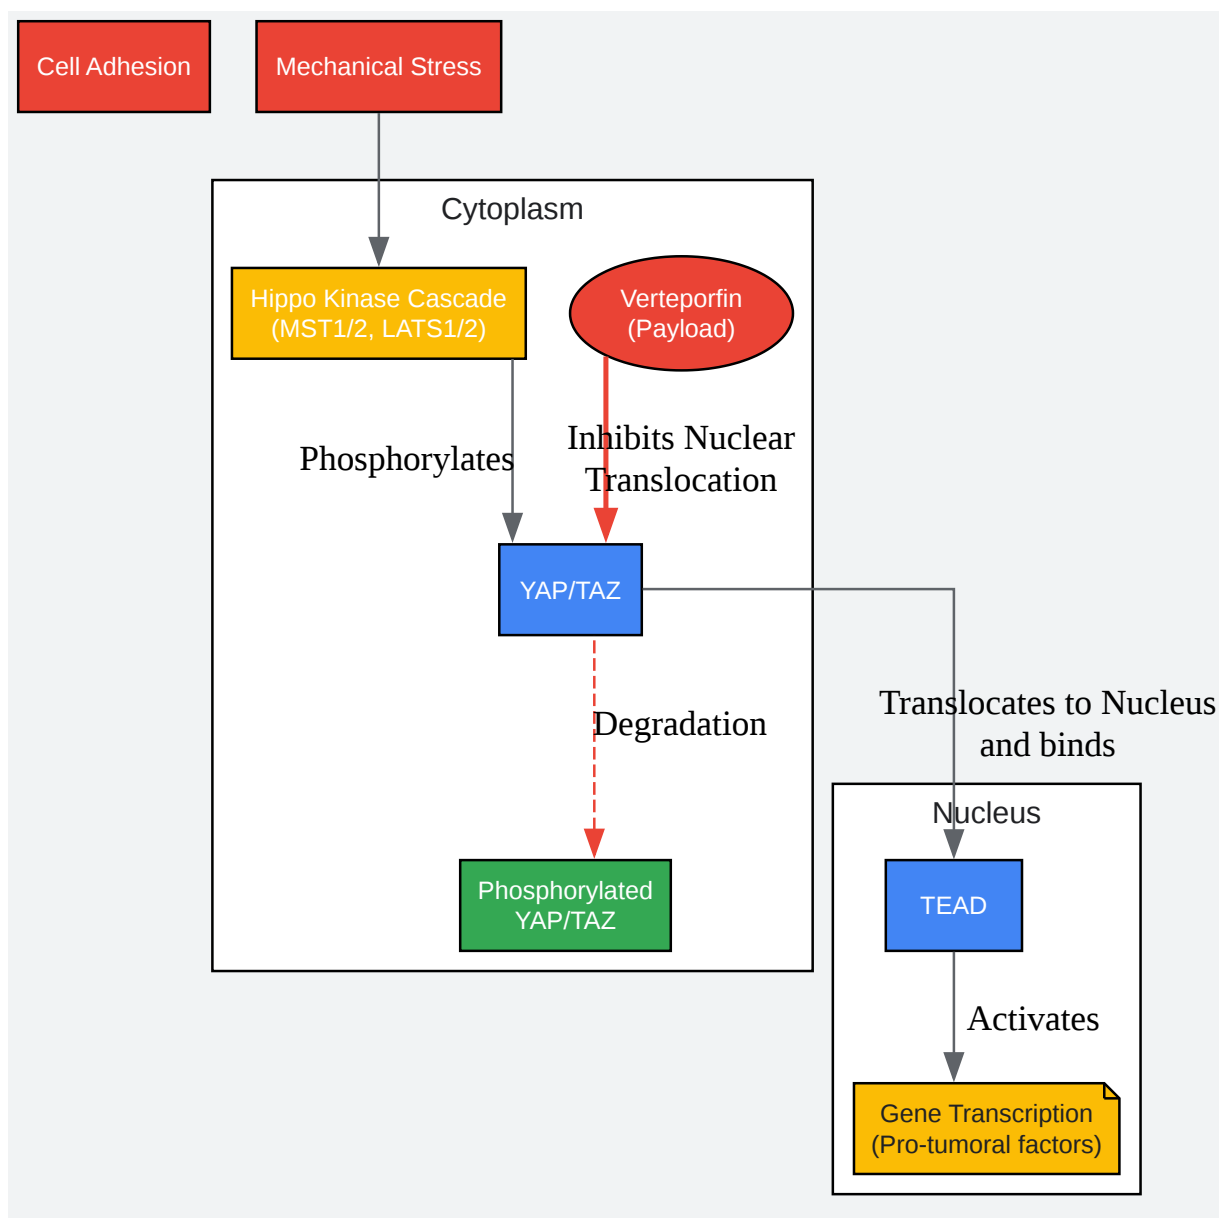 Cell Adhesion
Mechanical Stress
Cytoplasm
Hippo Kinase Cascade
(MST1/2, LATS1/2)
Verteporfin
(Payload)
Phosphorylates
Inhibits Nuclear
Translocation
YAP/TAZ
Degradation
Translocates to Nucleus
and binds
Phosphorylated
YAP/TAZ
Nucleus
TEAD
Activates
Gene Transcription
(Pro-tumoral factors)